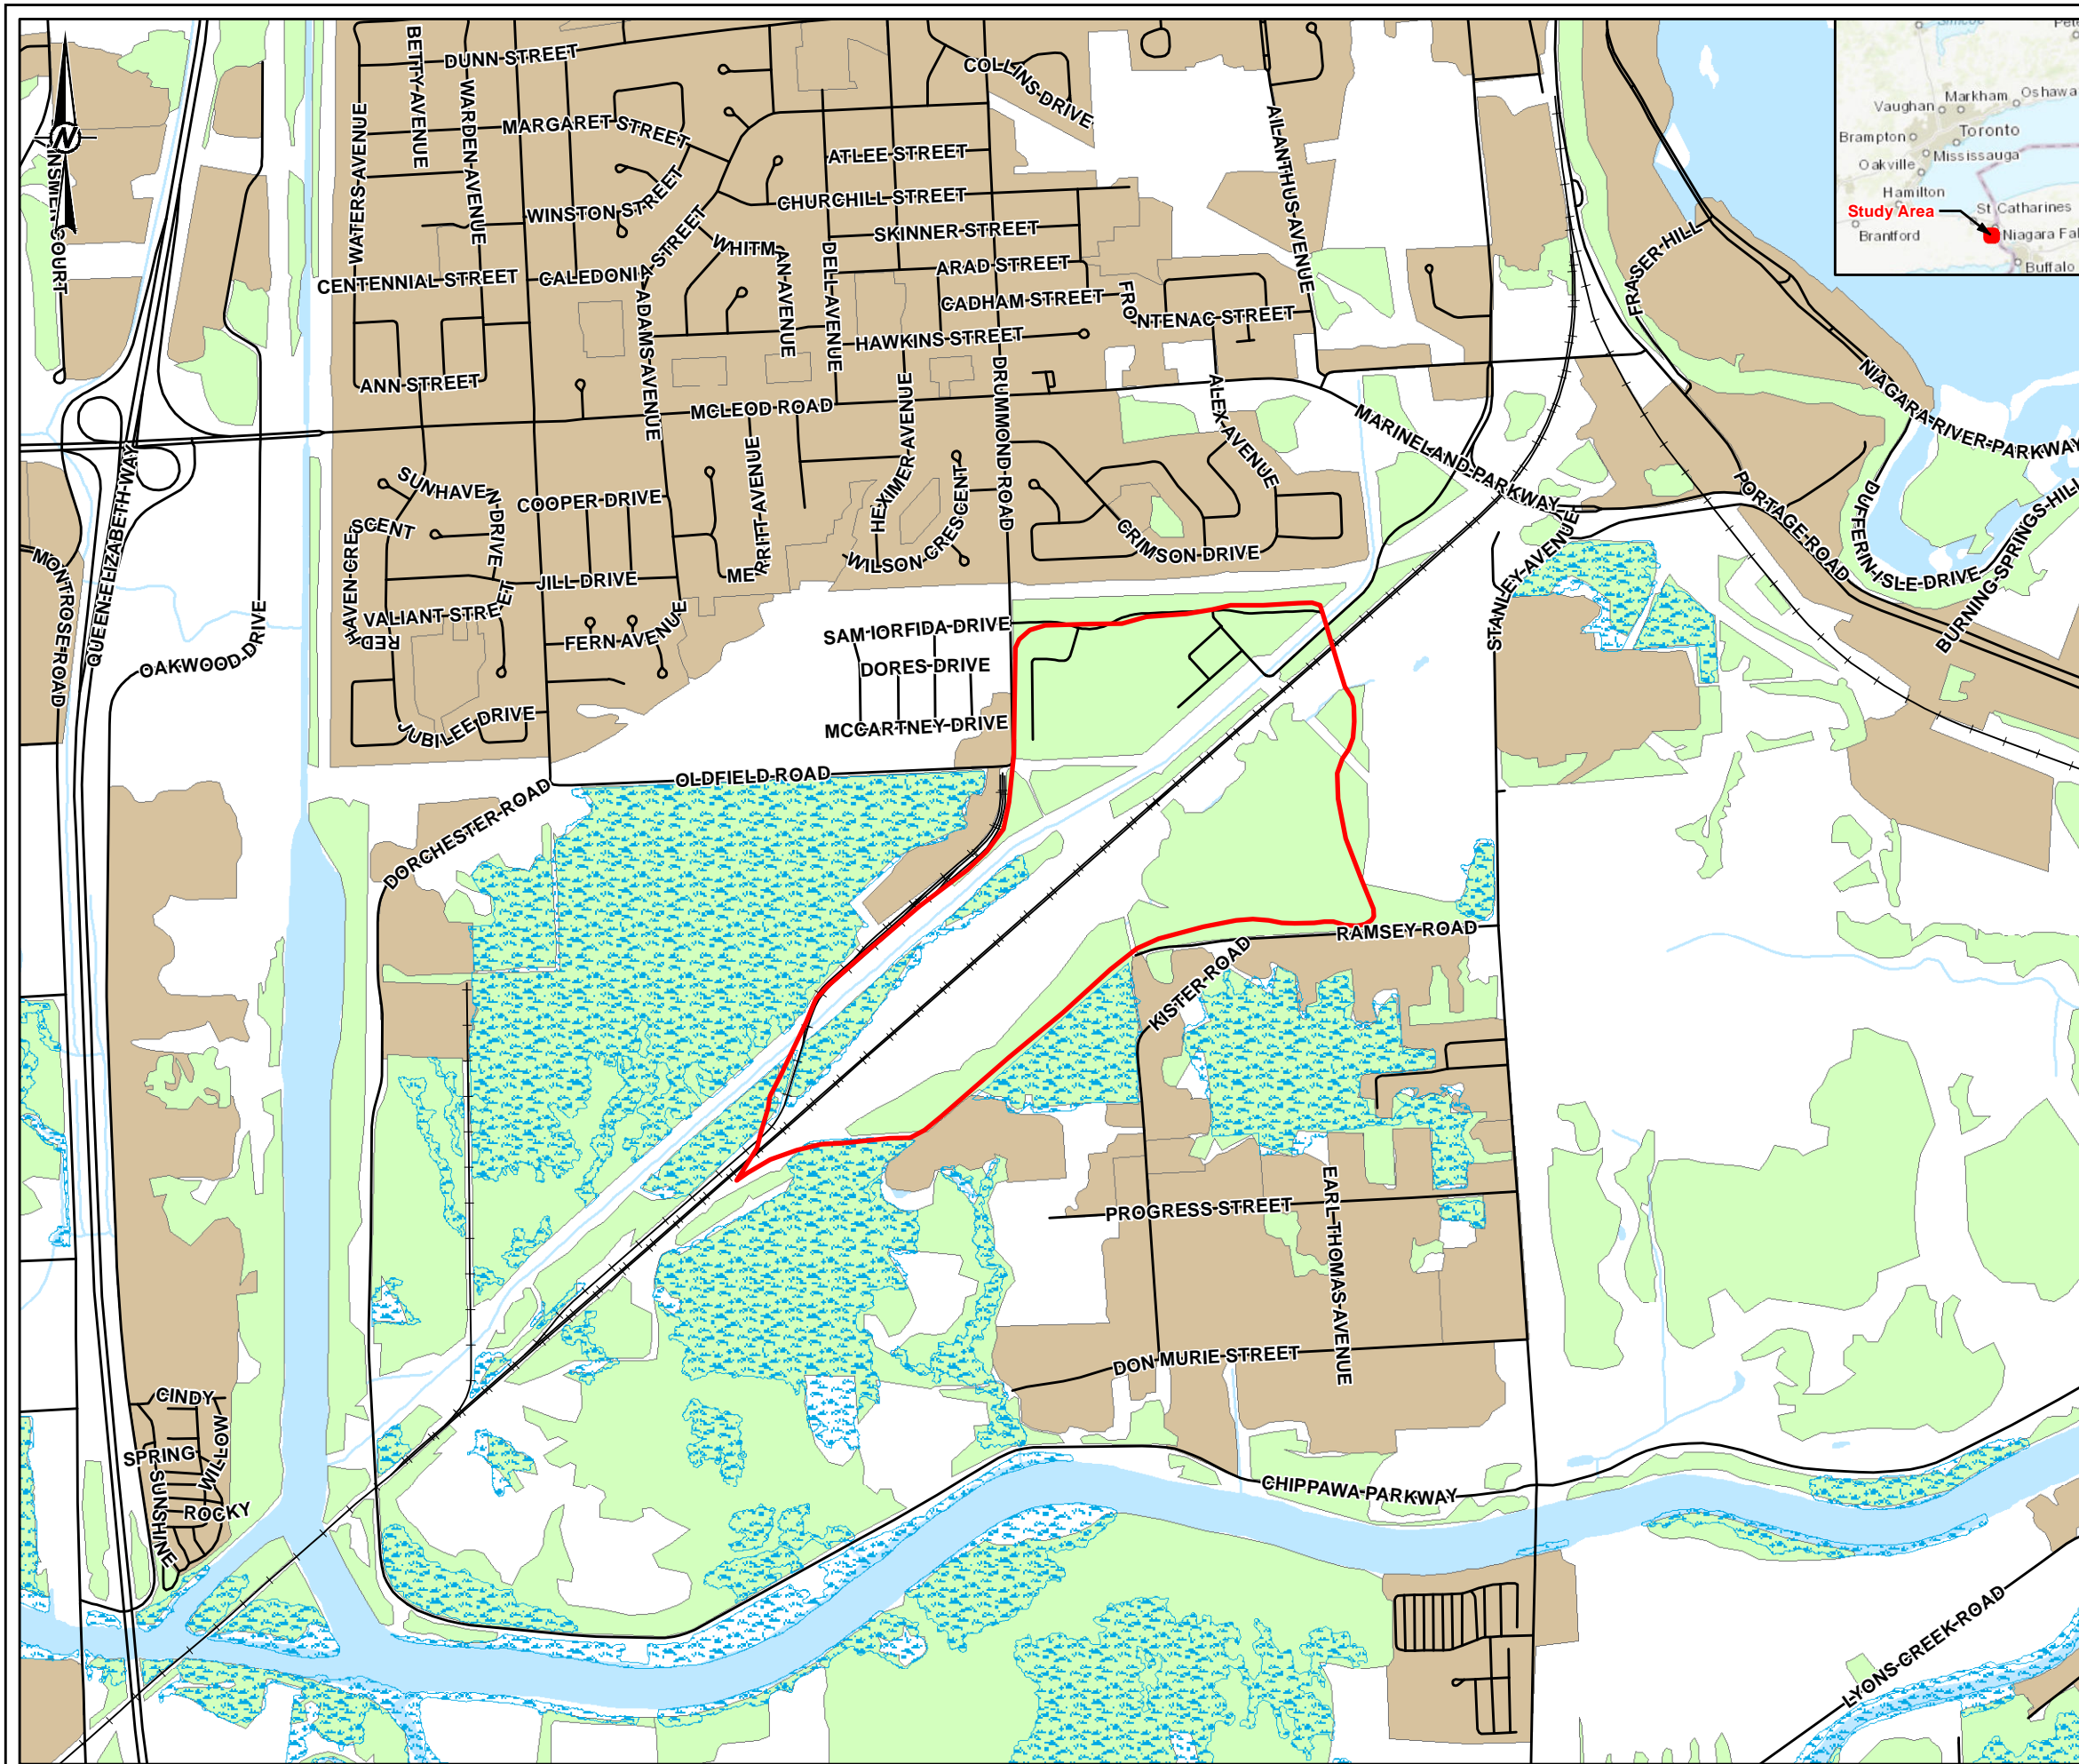 DUNN STREET
BETTY AVENUE
WARDEN AVENUE
WATERS AVENUE
MARGARET STREET
COLLINS DRIVE
AILANTHUS AVENUE
ATLEE STREET
CHURCHILL STREET
WINSTON STREET
SKINNER STREET
WHITMAN AVENUE
DELL AVENUE
ARAD STREET
CENTENNIAL STREET
CALEDONIA STREET
CADHAM STREET
FRONTENAC STREET
ADAMS AVENUE
HAWKINS STREET
ANN STREET
DRUMMOND ROAD
MCLEOD ROAD
HEXIMER AVENUE
ALEX AVENUE
MARINELAND PARKWAY
FRASER HILL
NIAGARA RIVER PARKWAY
PORTAGE ROAD
DUFFERIN ISLE DRIVE
BURNING SPRINGS HILL
N
Vaughan
Markham
Oshawa
Brampton
Toronto
Oakville
Mississauga
Hamilton
Study Area
St Catharines
Brantford
Buffalo
QUEEN ELIZABETH WAY
MONTROSE ROAD
OAKWOOD DRIVE
SUNHAVEN DRIVE
COOPER DRIVE
MERRITT AVENUE
WILSON CRESCENT
CRIMSON DRIVE
STANLEY AVENUE
REDHAVEN CRESCENT
JILL DRIVE
VALIANT STREET
FERN AVENUE
JUBILEE DRIVE
SAM IORFIDA DRIVE
DORES DRIVE
MCCARTNEY DRIVE
OLDFIELD ROAD
DORCHESTER ROAD
RAMSEY ROAD
KISTER ROAD
PROGRESS STREET
EARL THOMAS AVENUE
DON MURIE STREET
CINDY
SPRING
WILLOW
SUNSHINE
ROCKY
CHIPPAWA PARKWAY
LYONS CREEK ROAD